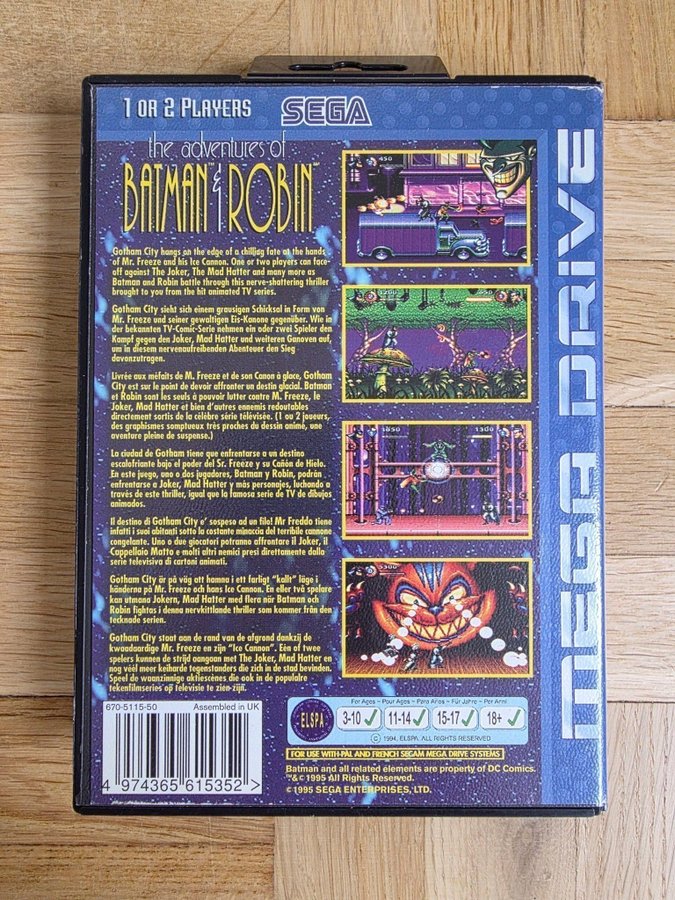 1 OR 2 PLAYERS
SEGA
the adventures of
BATMAN™ & ROBIN™
Gotham City hangs on the edge of a chilling fate at the hands
of Mr. Freeze and his Ice Cannon. One or two players can face-
off against The Joker, The Mad Hatter and many more as
Batman and Robin battle through this nerve-shattering thriller
brought to you from the hit animated TV series.
Gotham City sieht sich einem grausigen Schicksal in Form von
Mr. Freeze und seiner gewaltigen Eis-Kanone gegenüber. Wie in
der bekannten TV-Comic-Serie nehmen ein oder zwei Spieler den
Kampf gegen den Joker, Mad Hatter und weiteren Ganoven auf,
um in diesem nervenaufreibenden Abenteuer den Sieg
davonzutragen.
Livrée aux méfaits de M. Freeze et de son Canon à glace, Gotham
City est sur le point de devoir affronter un destin glacial. Batman
et Robin sont les seuls à pouvoir lutter contre M. Freeze, le
Joker, Mad Hatter et bien d'autres ennemis redoutables
directement sortis de la célèbre série télévisée. (1 ou 2 joueurs,
des graphismes somptueux très proches du dessin animé, une
aventure pleine de suspense.)
La ciudad de Gotham tiene que enfrentarse a un destino
escalofriante bajo el poder del Sr. Freeze y su Cañón de Hielo.
En este juego, uno o dos jugadores, Batman y Robin, podrán
enfrentarse a Joker, Mad Hatter y más personajes, luchando a
través de este thriller, igual que la famosa serie de TV de dibujos
animados.
Il destino di Gotham City e' sospeso ad un filo! Mr Freddo tiene
infatti i suoi abitanti sotto la costante minaccia del terribile cannone
congelante. Uno o due giocatori potranno affrontare il Joker, il
Cappellaio Matto e molti altri nemici presi direttamente dalla
serie televisiva di cartoni animati.
Gotham City är på väg att hamna i ett farligt "kallt" läge i
händerna på Mr. Freeze och hans Ice Cannon. En eller två spelare
kan utmana Jokern, Mad Hatter med flera när Batman och
Robin fightas i denna nervkittlande thriller som kommer från den
tecknade serien.
Gotham City staat aan de rand van de afgrond dankzij de
kwaadaardige Mr. Freeze en zijn "Ice Cannon". Eén of twee
spelers kunnen de strijd aangaan met The Joker, Mad Hatter en
nog véél meer keiharde tegenstanders die zich in de stad bevinden.
Speel de waanzinnige aktiescènes die ook in de populaire
tekenfilmseries op televisie te zien zijn.
MEGA DRIVE
670-5115-50 Assembled in UK
4 974365 615352 >
ELSPA
For Ages – Pour Ages – Para Años – Für Jahre – Per Anni
3-10 ✓ 11-14 ✓ 15-17 ✓ 18+ ✓
© 1994, ELSPA. ALL RIGHTS RESERVED
FOR USE WITH PAL AND FRENCH SEGAM MEGA DRIVE SYSTEMS
Batman and all related elements are property of DC Comics.
™& © 1995 All Rights Reserved.
© 1995 SEGA ENTERPRISES, LTD.